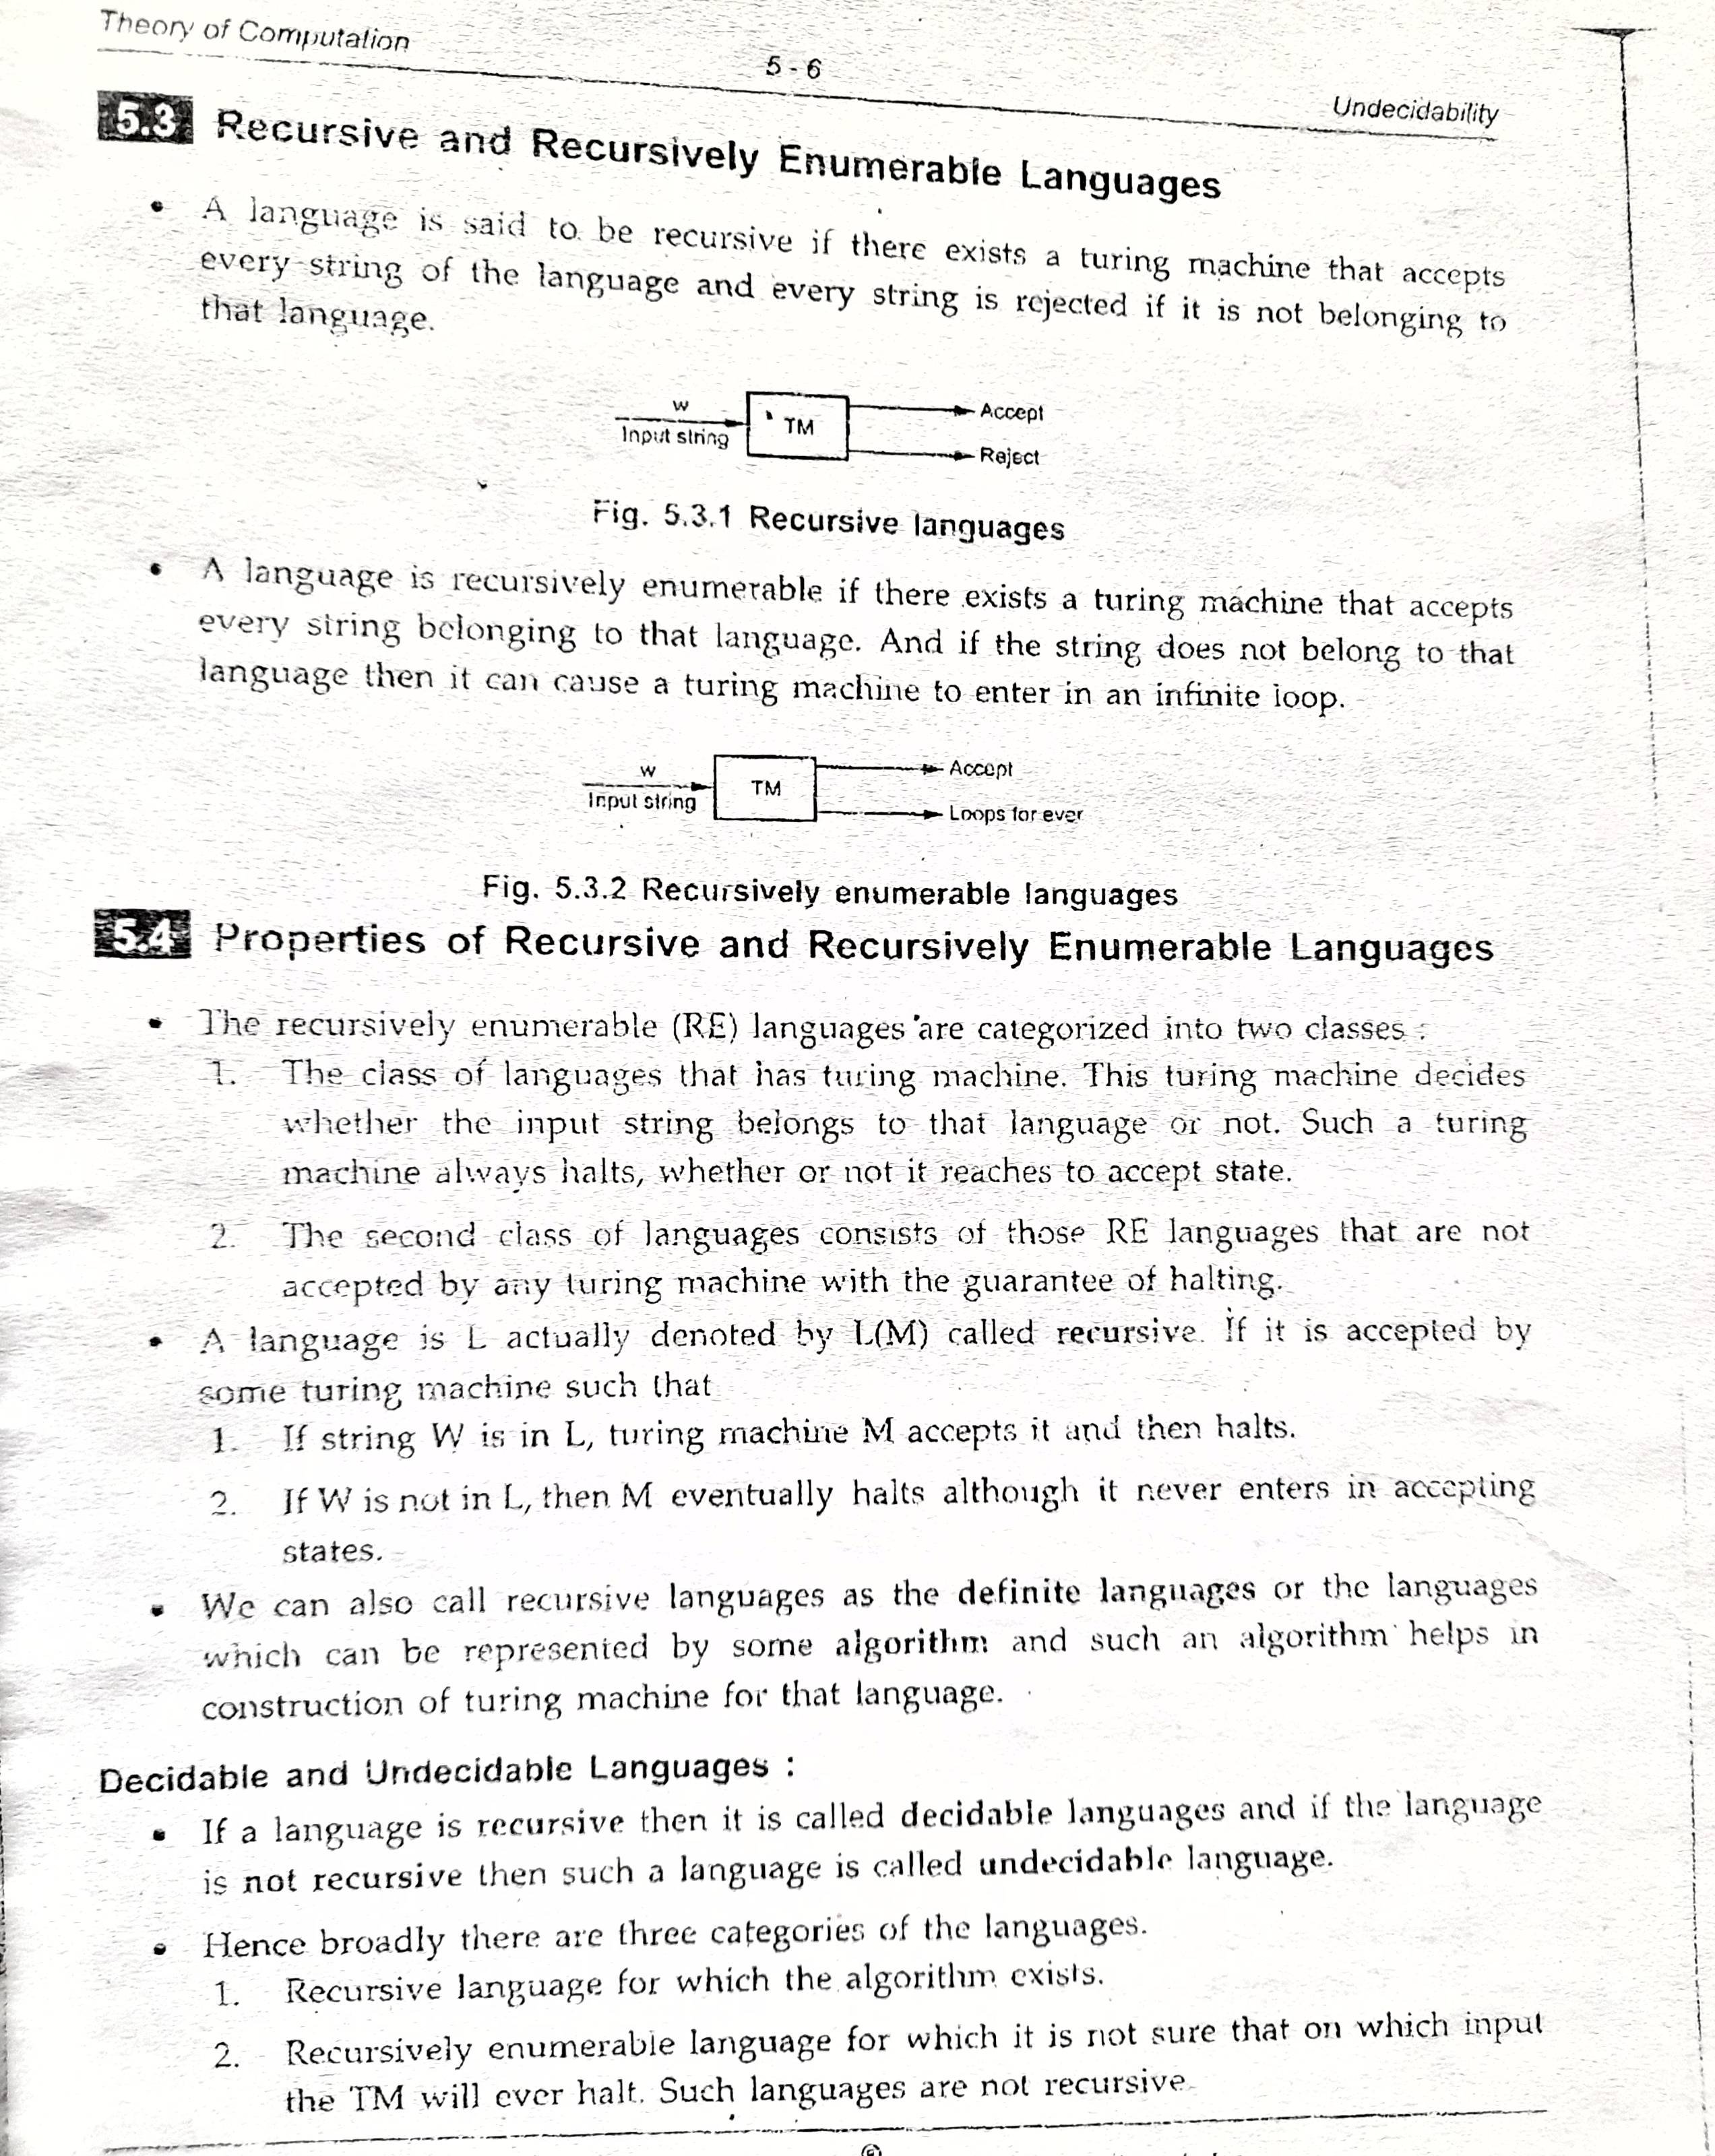 Theory of Computation
5 - 6
Undecidability
5.3 Recursive and Recursively Enumerable Languages
• A language is said to be recursive if there exists a turing machine that accepts
every string of the language and every string is rejected if it is not belonging to
that language.
w
Input string
TM
Accept
Reject
Fig. 5.3.1 Recursive languages
• A language is recursively enumerable if there exists a turing machine that accepts
every string belonging to that language. And if the string does not belong to that
language then it can cause a turing machine to enter in an infinite loop.
w
Input string
TM
Accept
Loops for ever
Fig. 5.3.2 Recursively enumerable languages
5.4 Properties of Recursive and Recursively Enumerable Languages
• The recursively enumerable (RE) languages are categorized into two classes :
1. The class of languages that has turing machine. This turing machine decides
whether the input string belongs to that language or not. Such a turing
machine always halts, whether or not it reaches to accept state.
2. The second class of languages consists of those RE languages that are not
accepted by any turing machine with the guarantee of halting.
• A language is L actually denoted by L(M) called recursive. If it is accepted by
some turing machine such that
1. If string W is in L, turing machine M accepts it and then halts.
2. If W is not in L, then M eventually halts although it never enters in accepting
states.
• We can also call recursive languages as the definite languages or the languages
which can be represented by some algorithm and such an algorithm helps in
construction of turing machine for that language.
Decidable and Undecidable Languages :
• If a language is recursive then it is called decidable languages and if the language
is not recursive then such a language is called undecidable language.
• Hence broadly there are three categories of the languages.
1. Recursive language for which the algorithm exists.
2. Recursively enumerable language for which it is not sure that on which input
the TM will ever halt. Such languages are not recursive.